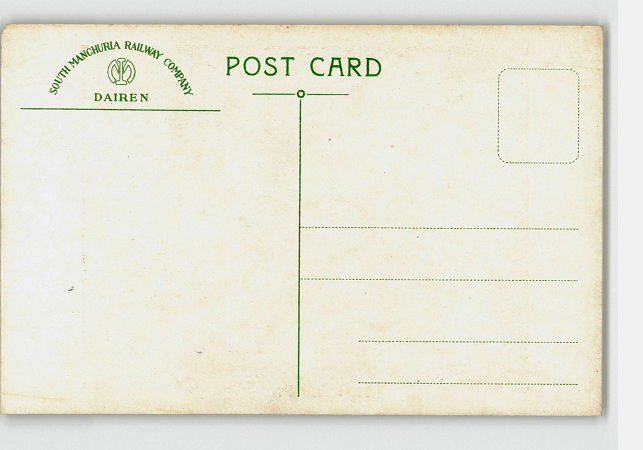 SOUTH MANCHURIA RAILWAY COMPANY
DAIREN
POST CARD